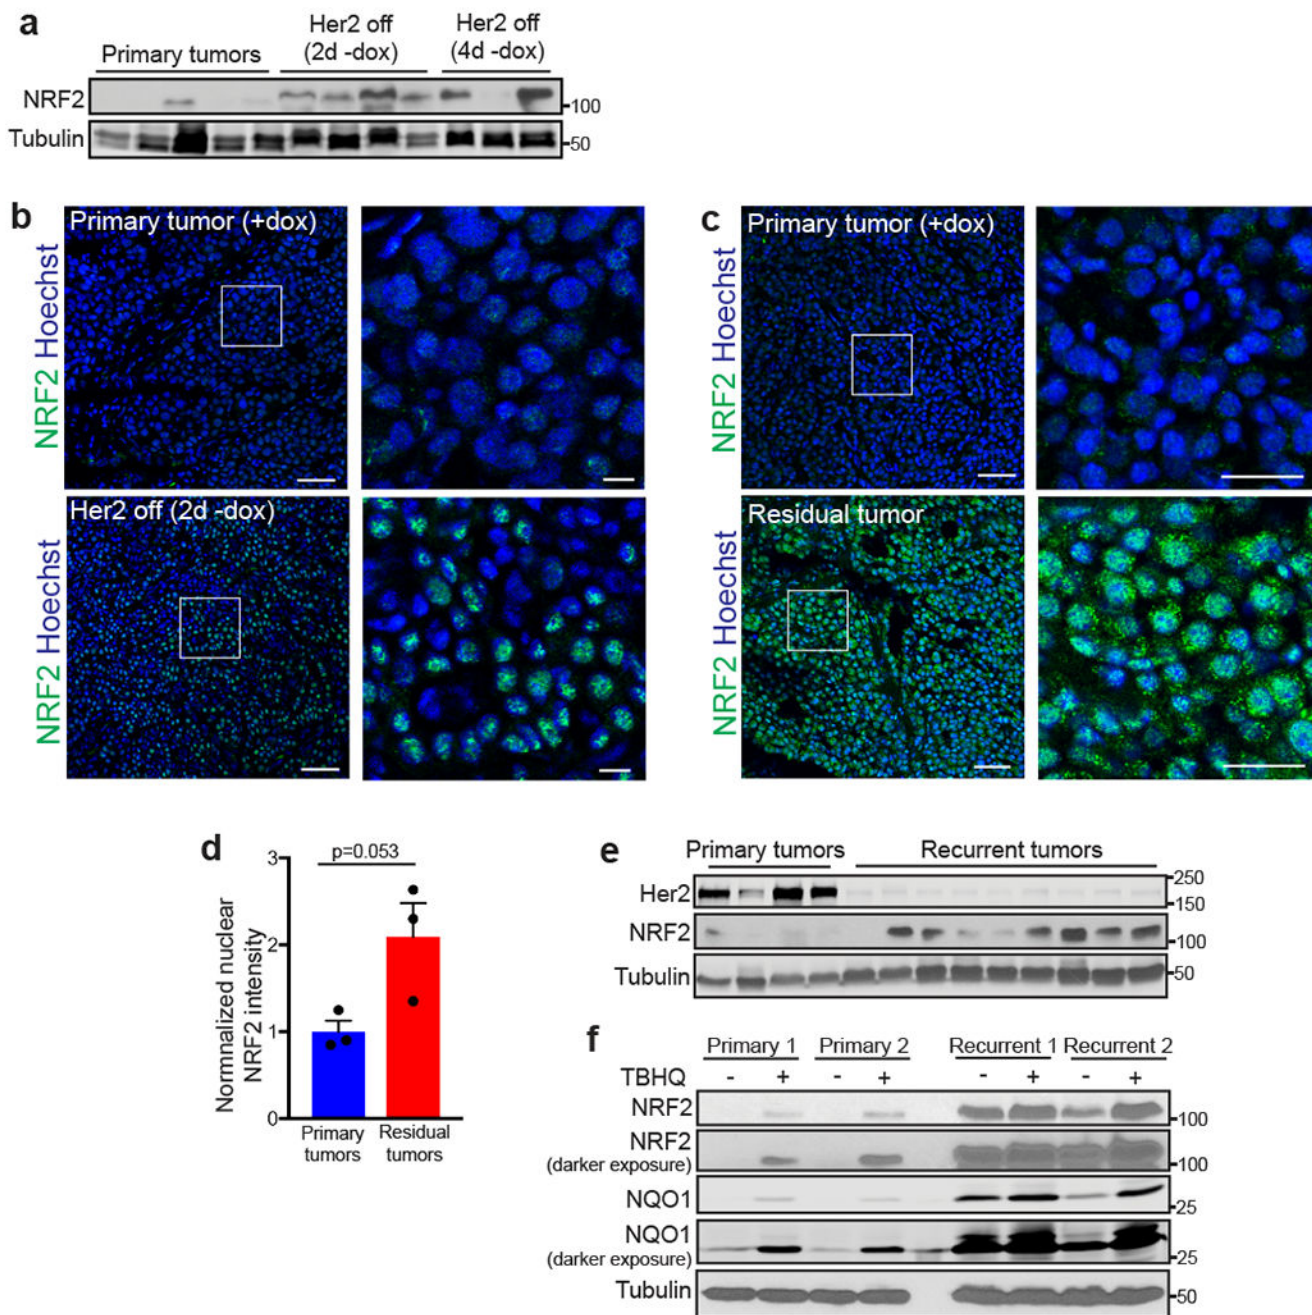 a
Primary tumors
Her2 off
(2d -dox)
Her2 off
(4d -dox)
NRF2
100
Tubulin
50
b
NRF2 Hoechst
Primary tumor (+dox)
NRF2 Hoechst
Her2 off (2d -dox)
c
NRF2 Hoechst
Primary tumor (+dox)
NRF2 Hoechst
Residual tumor
d
Normnalized nuclear
NRF2 intensity
3
2
1
0
p=0.053
Primary
tumors
Residual
tumors
e
Primary tumors
Recurrent tumors
Her2
250
150
NRF2
100
Tubulin
50
f
Primary 1
Primary 2
Recurrent 1
Recurrent 2
TBHQ
- + - + - + - +
NRF2
100
NRF2
(darker exposure)
100
NQO1
25
NQO1
(darker exposure)
25
Tubulin
50